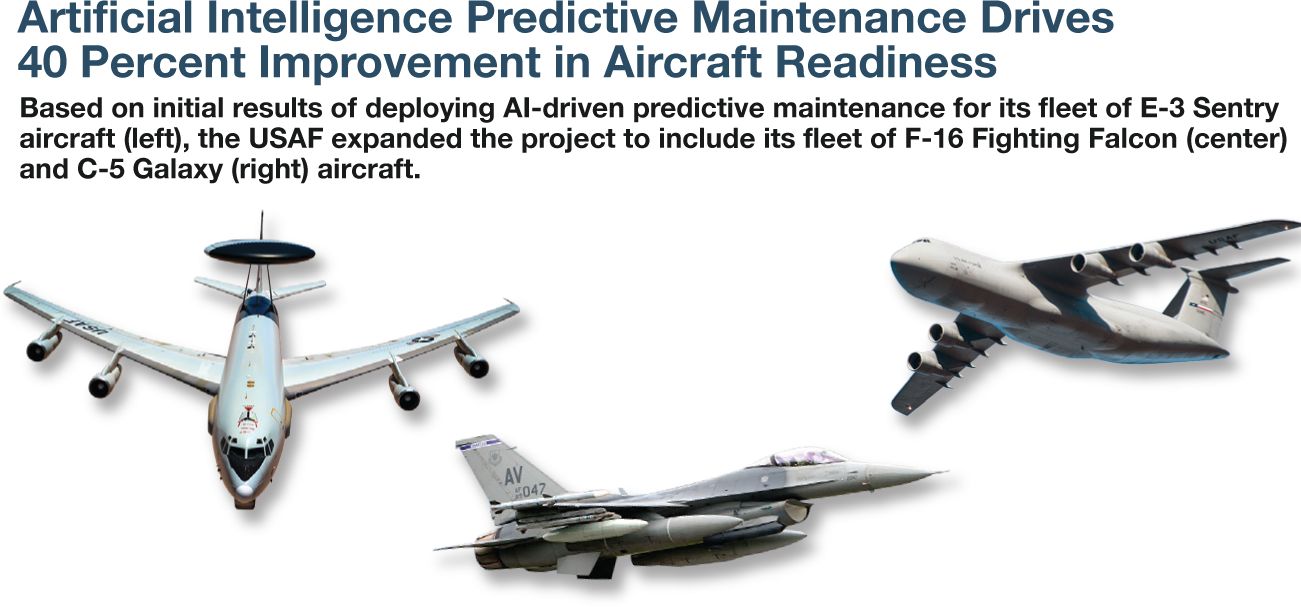 Artificial Intelligence Predictive Maintenance Drives
40 Percent Improvement in Aircraft Readiness
Based on initial results of deploying AI-driven predictive maintenance for its fleet of E-3 Sentry
aircraft (left), the USAF expanded the project to include its fleet of F-16 Fighting Falcon (center)
and C-5 Galaxy (right) aircraft.
USAF
USAF
AV
AF
047